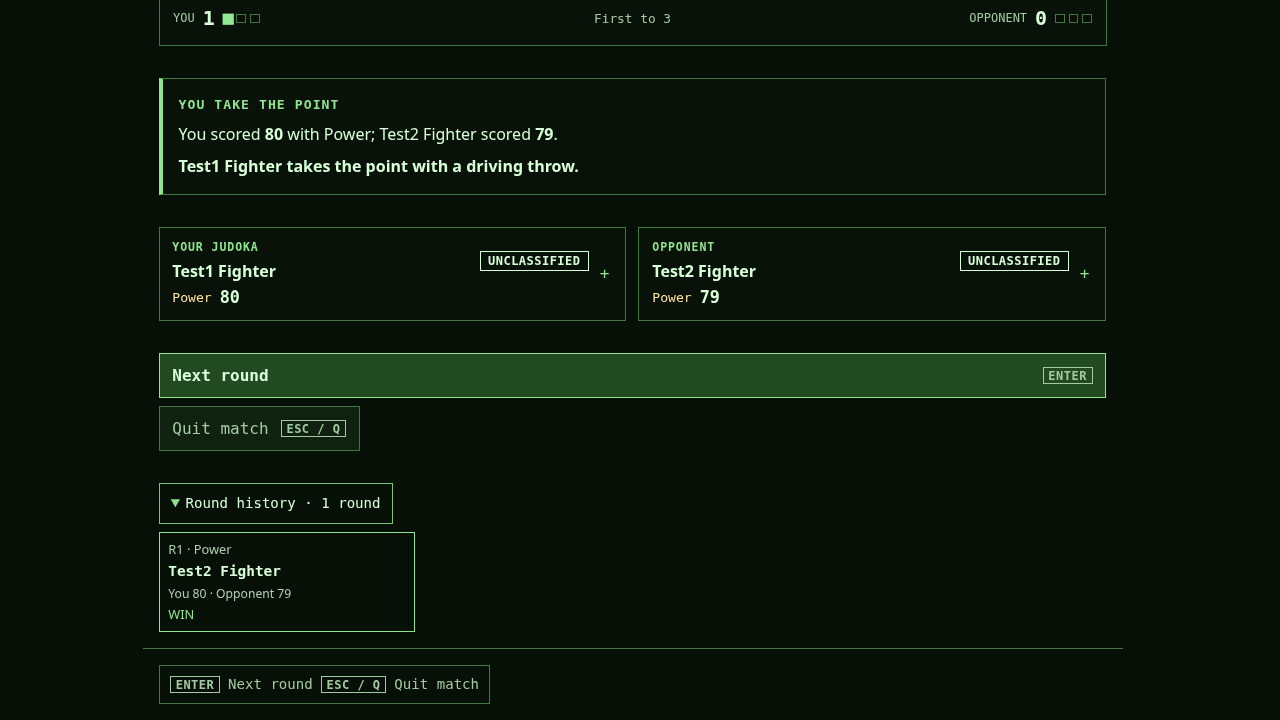 YOU 1 First to 3 OPPONENT 0
YOU TAKE THE POINT
You scored 80 with Power; Test2 Fighter scored 79.
Test1 Fighter takes the point with a driving throw.
YOUR JUDOKA
Test1 Fighter
UNCLASSIFIED
+
Power 80
OPPONENT
Test2 Fighter
UNCLASSIFIED
+
Power 79
Next round ENTER
Quit match ESC / Q
▼ Round history · 1 round
R1 · Power
Test2 Fighter
You 80 · Opponent 79
WIN
ENTER Next round ESC / Q Quit match